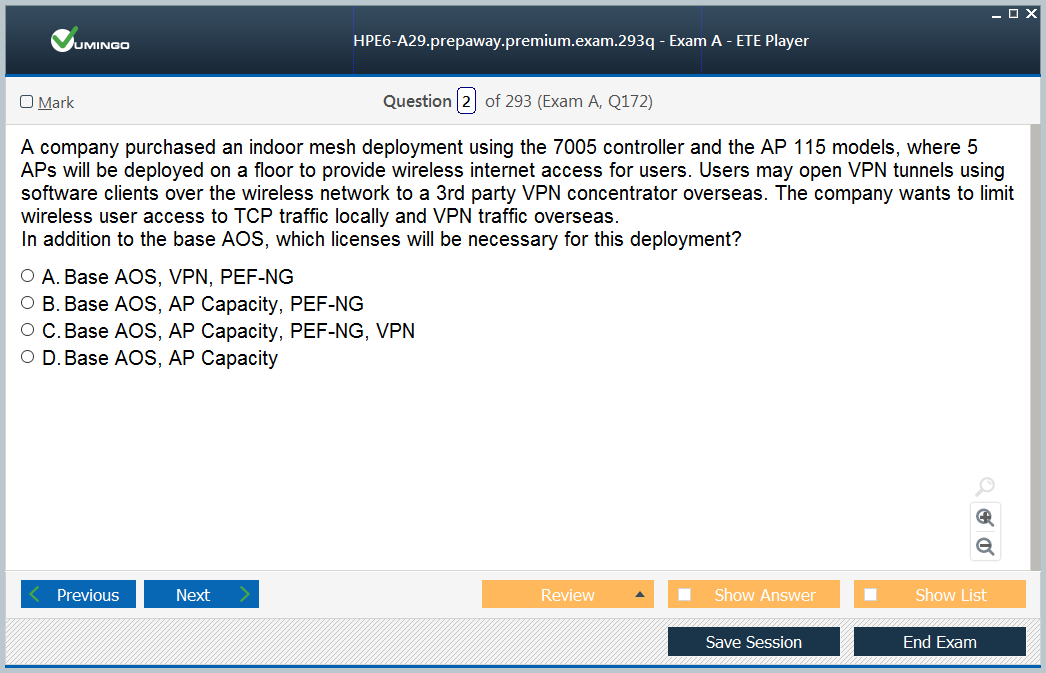 VUMINGO
HPE6-A29.prepaway.premium.exam.293q - Exam A - ETE Player
Mark
Question 2 of 293 (Exam A, Q172)
A company purchased an indoor mesh deployment using the 7005 controller and the AP 115 models, where 5
APs will be deployed on a floor to provide wireless internet access for users. Users may open VPN tunnels using
software clients over the wireless network to a 3rd party VPN concentrator overseas. The company wants to limit
wireless user access to TCP traffic locally and VPN traffic overseas.
In addition to the base AOS, which licenses will be necessary for this deployment?
A. Base AOS, VPN, PEF-NG
B. Base AOS, AP Capacity, PEF-NG
C. Base AOS, AP Capacity, PEF-NG, VPN
D. Base AOS, AP Capacity
Previous
Next
Review
Show Answer
Show List
Save Session
End Exam